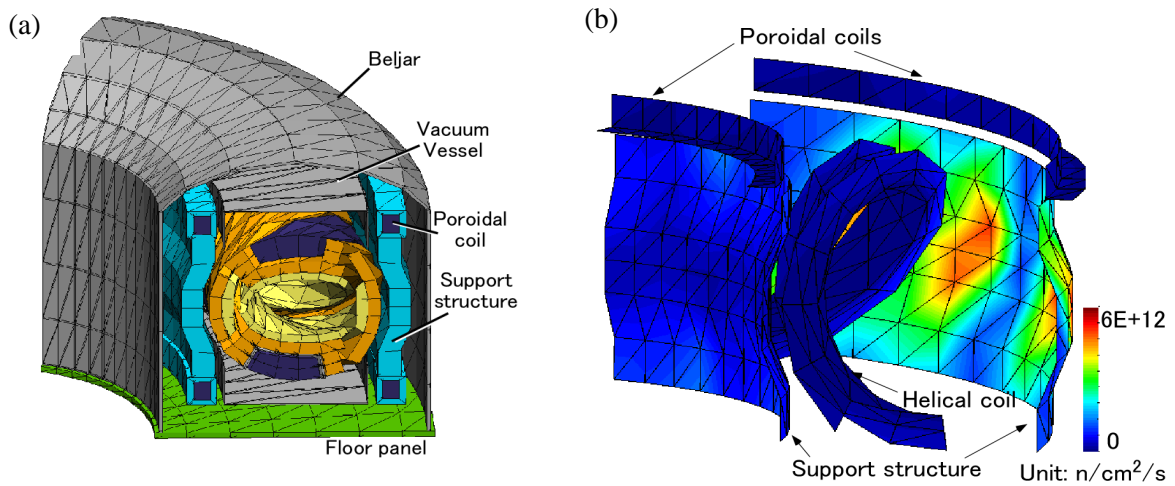 (a)
Beljar
Vacuum
Vessel
Poroidal
coil
Support
structure
Floor panel
(b)
Poroidal coils
6E+12
Helical coil
0
Support structure
Unit: n/cm²/s